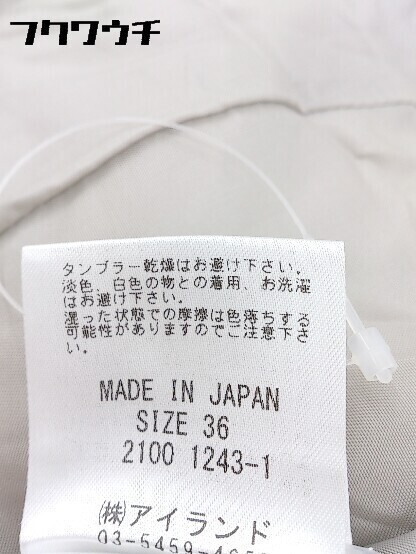 フクワウチ
タンブラー乾燥はお避け下さい。
淡色、白色の物との着用、お洗濯
はお避け下さい。
湿った状態での摩擦は色落ちする
可能性がありますのでご注意下さ
い。
MADE IN JAPAN
SIZE 36
2100 1243-1
㈱アイランド
03-5459-